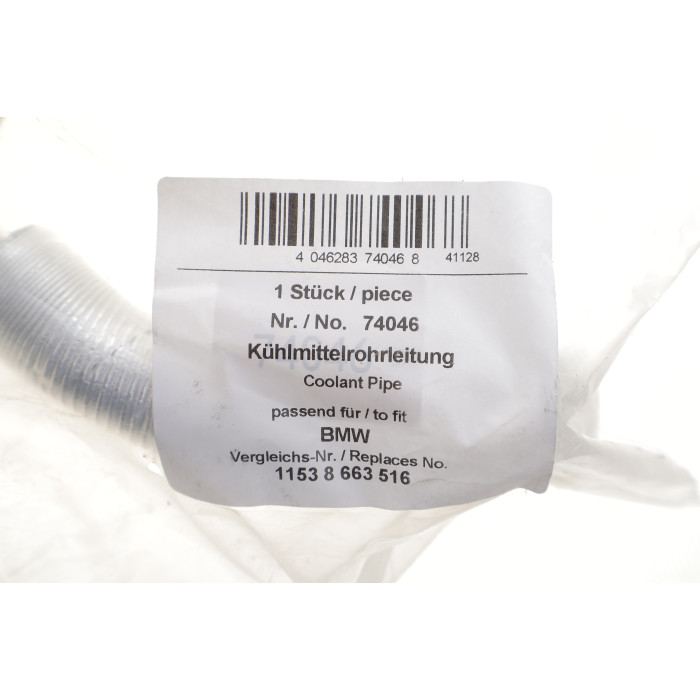 4 046283 74046 8 41128
1 Stück / piece
Nr. / No. 74046
Kühlmittelrohrleitung
Coolant Pipe
passend für / to fit
BMW
Vergleichs-Nr. / Replaces No.
1153 8 663 516
74046